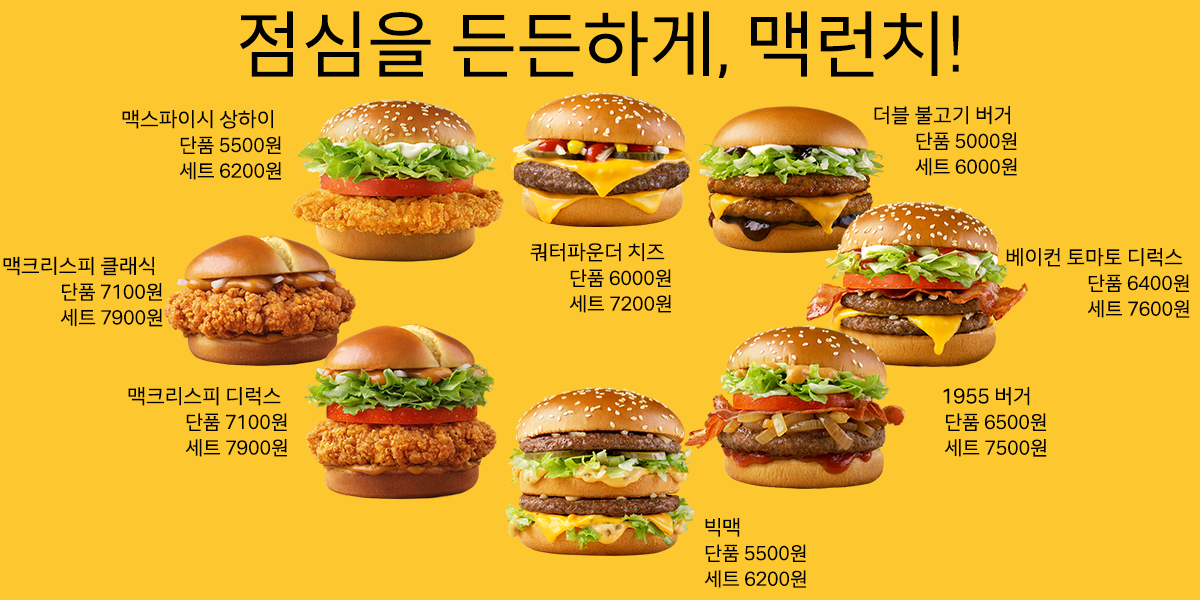 점심을 든든하게, 맥런치!
맥스파이시 상하이
단품 5500원
세트 6200원
쿼터파운더 치즈
단품 6000원
세트 7200원
더블 불고기 버거
단품 5000원
세트 6000원
맥크리스피 클래식
단품 7100원
세트 7900원
베이컨 토마토 디럭스
단품 6400원
세트 7600원
맥크리스피 디럭스
단품 7100원
세트 7900원
1955 버거
단품 6500원
세트 7500원
빅맥
단품 5500원
세트 6200원